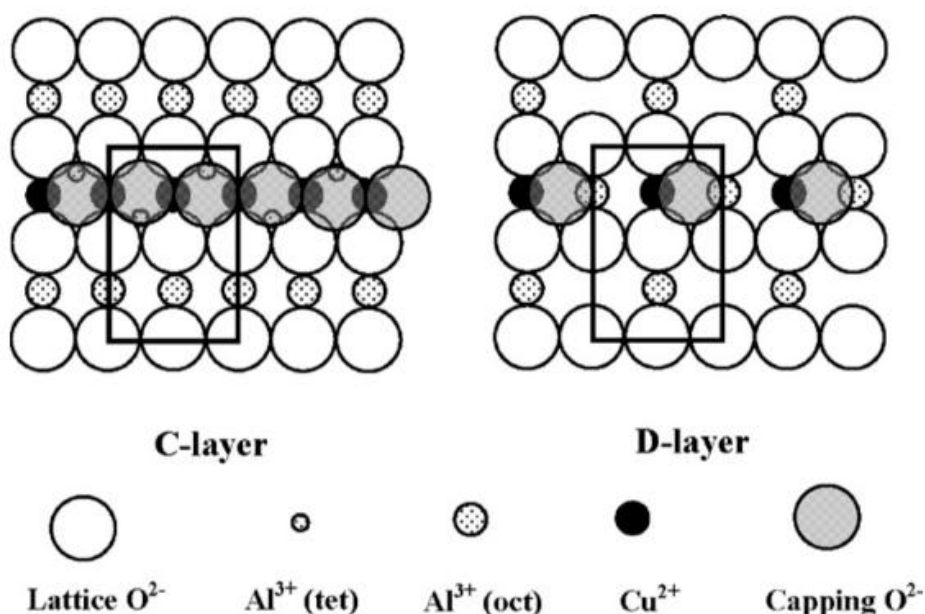 C-layer D-layer
Lattice O²⁻ Al³⁺ (tet) Al³⁺ (oct) Cu²⁺ Capping O²⁻